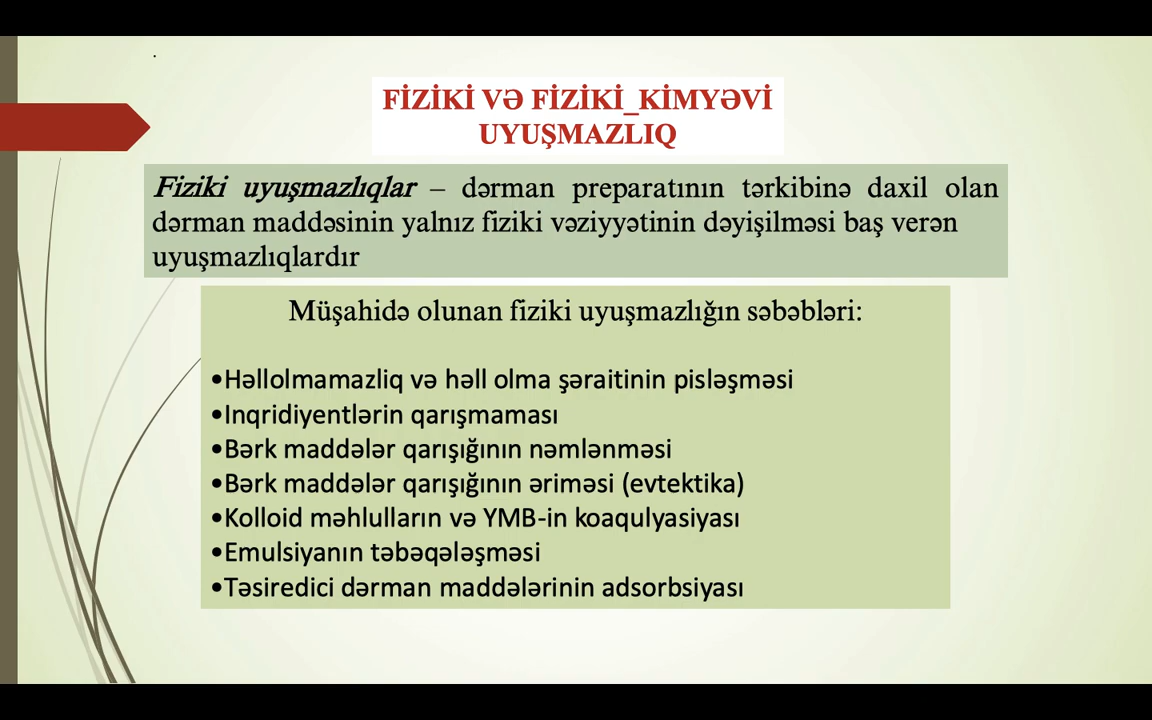 FİZİKİ VƏ FİZİKİ_KİMYƏVİ
UYUŞMAZLIQ
Fiziki uyuşmazlıqlar – dərman preparatının tərkibinə daxil olan
dərman maddəsinin yalnız fiziki vəziyyətinin dəyişilməsi baş verən
uyuşmazlıqlardır
Müşahidə olunan fiziki uyuşmazlığın səbəbləri:
•Həllolmamazliq və həll olma şəraitinin pisləşməsi
•Inqridiyentlərin qarışmaması
•Bərk maddələr qarışığının nəmlənməsi
•Bərk maddələr qarışığının əriməsi (evtektika)
•Kolloid məhlulların və YMB-in koaqulyasiyası
•Emulsiyanın təbəqələşməsi
•Təsiredici dərman maddələrinin adsorbsiyası